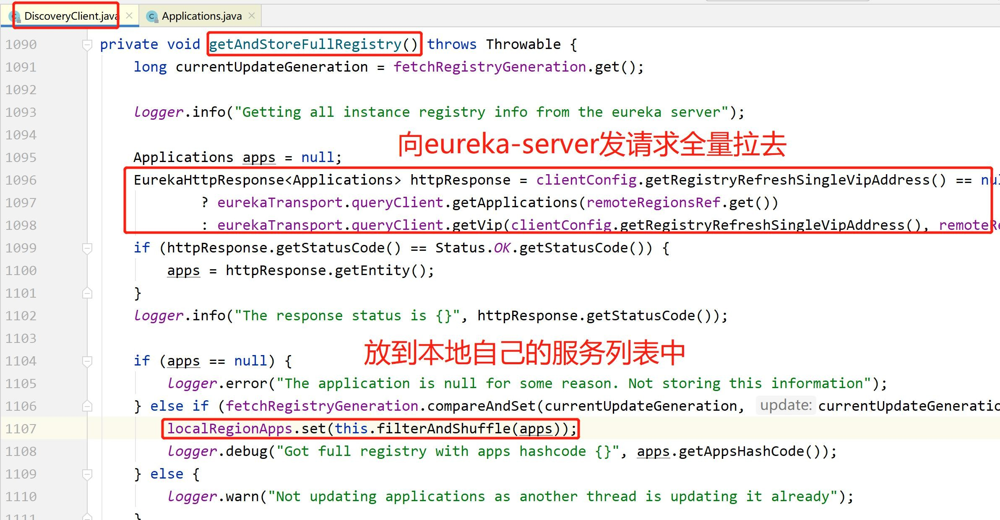 DiscoveryClient.java Applications.java
1090 private void getAndStoreFullRegistry() throws Throwable {
1091 long currentUpdateGeneration = fetchRegistryGeneration.get();
1092
1093 logger.info("Getting all instance registry info from the eureka server");
1094
向eureka-server发请求全量拉去
1095 Applications apps = null;
1096 EurekaHttpResponse<Applications> httpResponse = clientConfig.getRegistryRefreshSingleVipAddress() == nul
1097 ? eurekaTransport.queryClient.getApplications(remoteRegionsRef.get())
1098 : eurekaTransport.queryClient.getVip(clientConfig.getRegistryRefreshSingleVipAddress(), remoteRe
1099 if (httpResponse.getStatusCode() == Status.OK.getStatusCode()) {
1100 apps = httpResponse.getEntity();
1101 }
1102 logger.info("The response status is {}", httpResponse.getStatusCode());
1103
放到本地自己的服务列表中
1104 if (apps == null) {
1105 logger.error("The application is null for some reason. Not storing this information");
1106 } else if (fetchRegistryGeneration.compareAndSet(currentUpdateGeneration, update: currentUpdateGeneratio
1107 localRegionApps.set(this.filterAndShuffle(apps));
1108 logger.debug("Got full registry with apps hashcode {}", apps.getAppsHashCode());
1109 } else {
1110 logger.warn("Not updating applications as another thread is updating it already");
1111 }